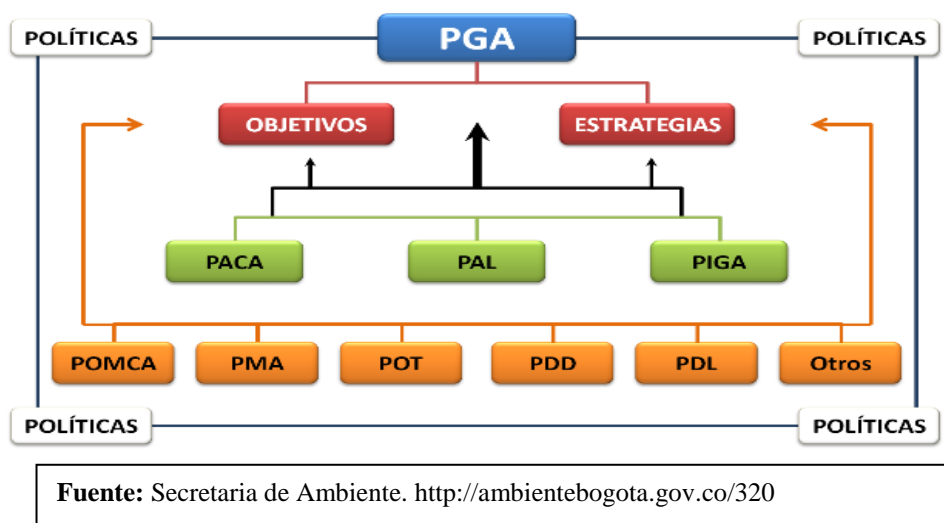 POLÍTICAS
PGA
POLÍTICAS
OBJETIVOS
ESTRATEGIAS
PACA
PAL
PIGA
POMCA
PMA
POT
PDD
PDL
Otros
POLÍTICAS
POLÍTICAS
Fuente: Secretaria de Ambiente. http://ambientebogota.gov.co/320